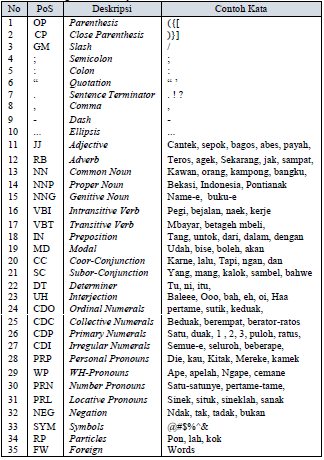 No PoS Deskripsi Contoh Kata
1 OP Parenthesis ({[
2 CP Close Parenthesis )}]
3 GM Slash /
4 ; Semicolon ;
5 : Colon :
6 “ Quotation “ ’
7 . Sentence Terminator . ! ?
8 , Comma ,
9 - Dash -
10 ... Ellipsis ...
11 JJ Adjective Cantek, sepok, bagos, abes, payah,
12 RB Adverb Teros, agek, Sekarang, jak, sampat,
13 NN Common Noun Kawan, orang, kampong, bangku,
14 NNP Proper Noun Bekasi, Indonesia, Pontianak
15 NNG Genitive Noun Name-e, buku-e
16 VBI Intransitive Verb Pegi, bejalan, naek, kerje
17 VBT Transitive Verb Mbayar, betageh mbeli,
18 IN Preposition Tang, untok, dari, dalam, dengan
19 MD Modal Udah, bise, boleh, akan
20 CC Coor-Conjunction Karne, lalu, Tapi, ngan, dan
21 SC Subor-Conjunction Yang, mang, kalok, sambel, bahwe
22 DT Determiner Tu, ni, itu,
23 UH Interjection Baleee, Ooo, bah, eh, oi, Haa
24 CDO Ordinal Numerals pertame, sutik, keduak,
25 CDC Collective Numerals Beduak, berempat, berator-ratos
26 CDP Primary Numerals Satu, duak, 1 , 2, 3, puloh, ratus,
27 CDI Irregular Numerals Semue-e, seluroh, beberape,
28 PRP Personal Pronouns Die, kau, Kitak, Mereke, kamek
29 WP WH-Pronouns Ape, apelah, Ngape, cemane
30 PRN Number Pronouns Satu-satunye, pertame-tame,
31 PRL Locative Pronouns Sinek, situk, sineklah, sanak
32 NEG Negation Ndak, tak, tadak, bukan
33 SYM Symbols @#$%^&
34 RP Particles Pon, lah, kok
35 FW Foreign Words